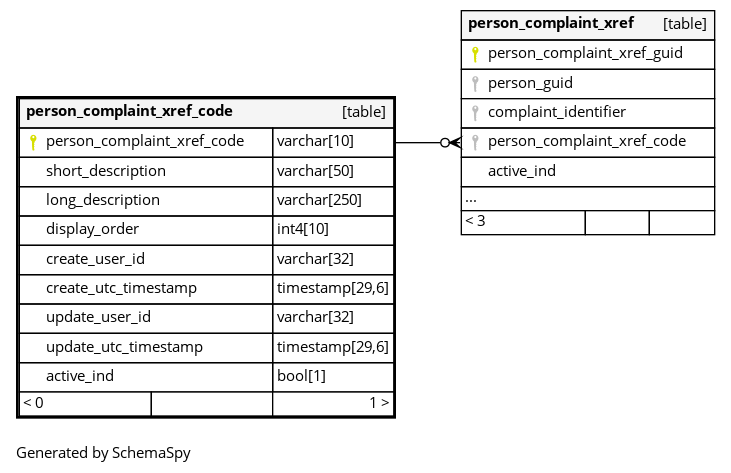 person_complaint_xref [table]
person_complaint_xref_guid
person_guid
complaint_identifier
person_complaint_xref_code
active_ind
...
< 3
person_complaint_xref_code [table]
person_complaint_xref_code varchar[10]
short_description varchar[50]
long_description varchar[250]
display_order int4[10]
create_user_id varchar[32]
create_utc_timestamp timestamp[29,6]
update_user_id varchar[32]
update_utc_timestamp timestamp[29,6]
active_ind bool[1]
< 0 1 >
Generated by SchemaSpy